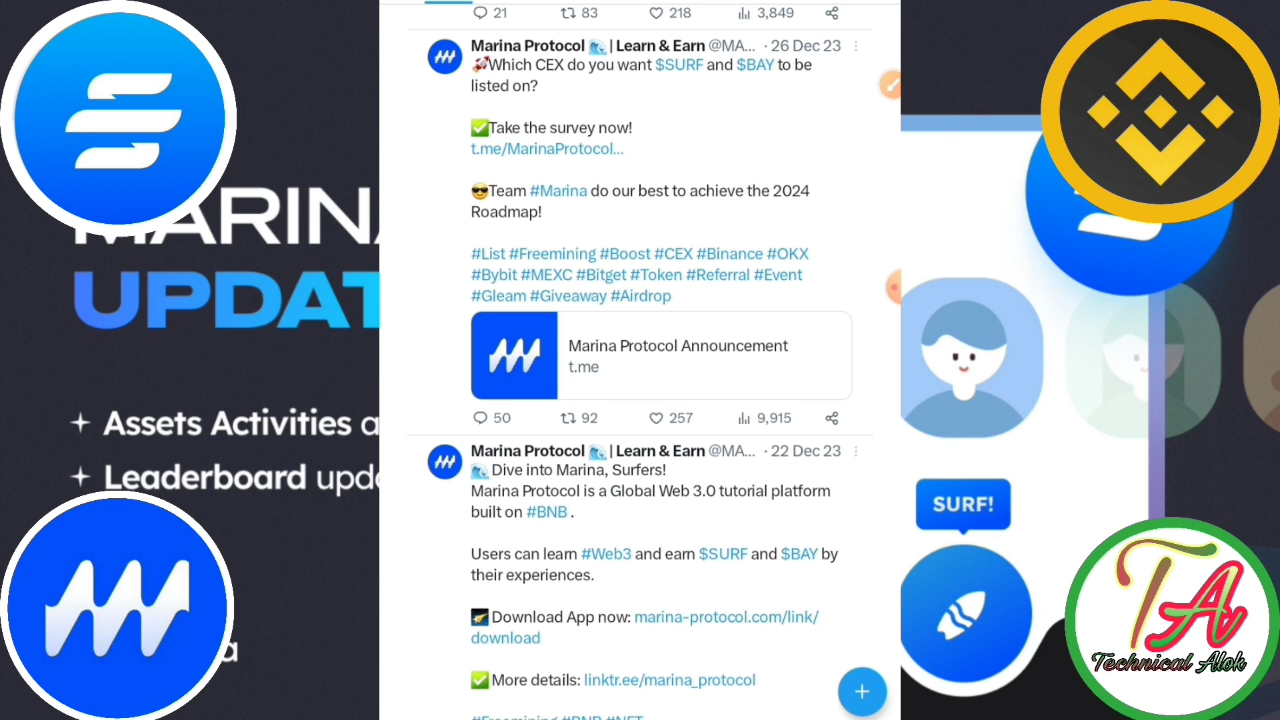 21 83 218 3,849
Marina Protocol 🌊 | Learn & Earn @MA... · 26 Dec 23
🚀Which CEX do you want $SURF and $BAY to be
listed on?
✅Take the survey now!
t.me/MarinaProtocol...
😎Team #Marina do our best to achieve the 2024
Roadmap!
#List #Freemining #Boost #CEX #Binance #OKX
#Bybit #MEXC #Bitget #Token #Referral #Event
#Gleam #Giveaway #Airdrop
Marina Protocol Announcement
t.me
50 92 257 9,915
Marina Protocol 🌊 | Learn & Earn @MA... · 22 Dec 23
🌊 Dive into Marina, Surfers!
Marina Protocol is a Global Web 3.0 tutorial platform
built on #BNB .
Users can learn #Web3 and earn $SURF and $BAY by
their experiences.
🌠 Download App now: marina-protocol.com/link/
download
✅ More details: linktr.ee/marina_protocol
#Freemining #BNB #NFT
MARINA
UPDAT
+ Assets Activities a
+ Leaderboard upd
a
SURF!
TA
Technical Alok